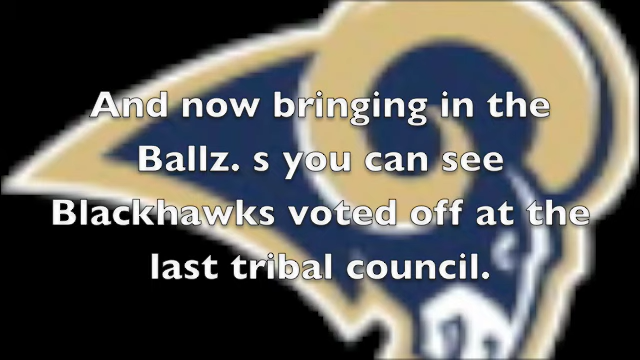 And now bringing in the
Ballz. s you can see
Blackhawks voted off at the
last tribal council.